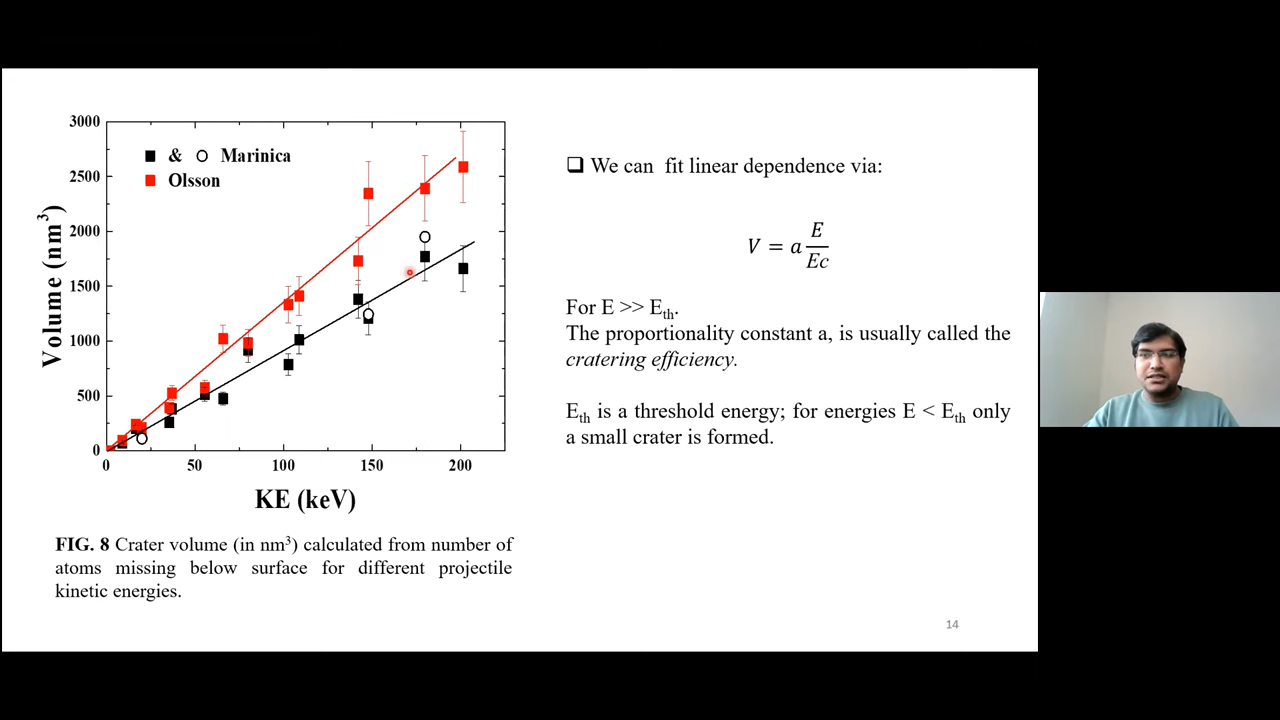 3000
2500
2000
1500
1000
500
0
Volume (nm³)
& Marinica
Olsson
0 50 100 150 200
KE (keV)
FIG. 8 Crater volume (in nm³) calculated from number of
atoms missing below surface for different projectile
kinetic energies.
❑ We can fit linear dependence via:
V = a E/Ec
For E >> Eth.
The proportionality constant a, is usually called the
cratering efficiency.
Eth is a threshold energy; for energies E < Eth only
a small crater is formed.
14